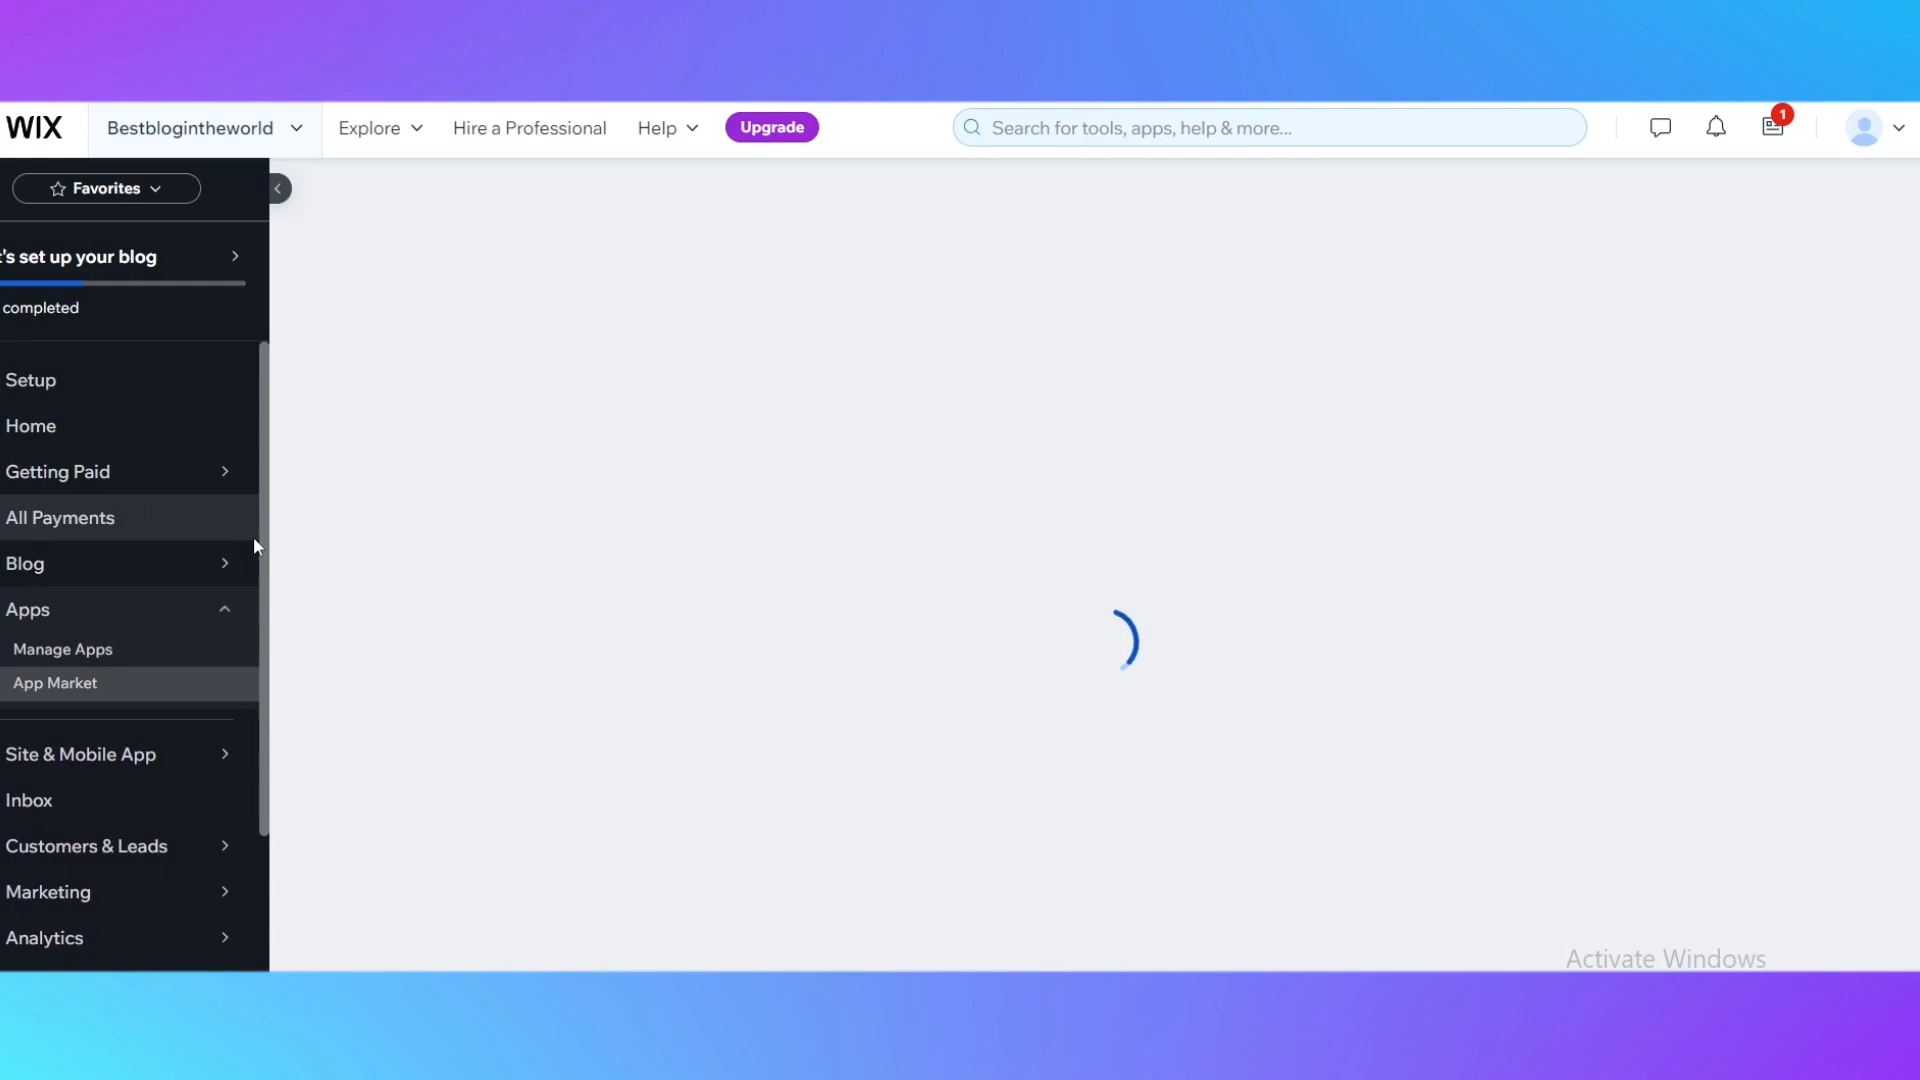 WIX
Bestblogintheworld
Explore
Hire a Professional
Help
Upgrade
Search for tools, apps, help & more...
1
Favorites
's set up your blog
completed
Setup
Home
Getting Paid
All Payments
Blog
Apps
Manage Apps
App Market
Site & Mobile App
Inbox
Customers & Leads
Marketing
Analytics
Activate Windows